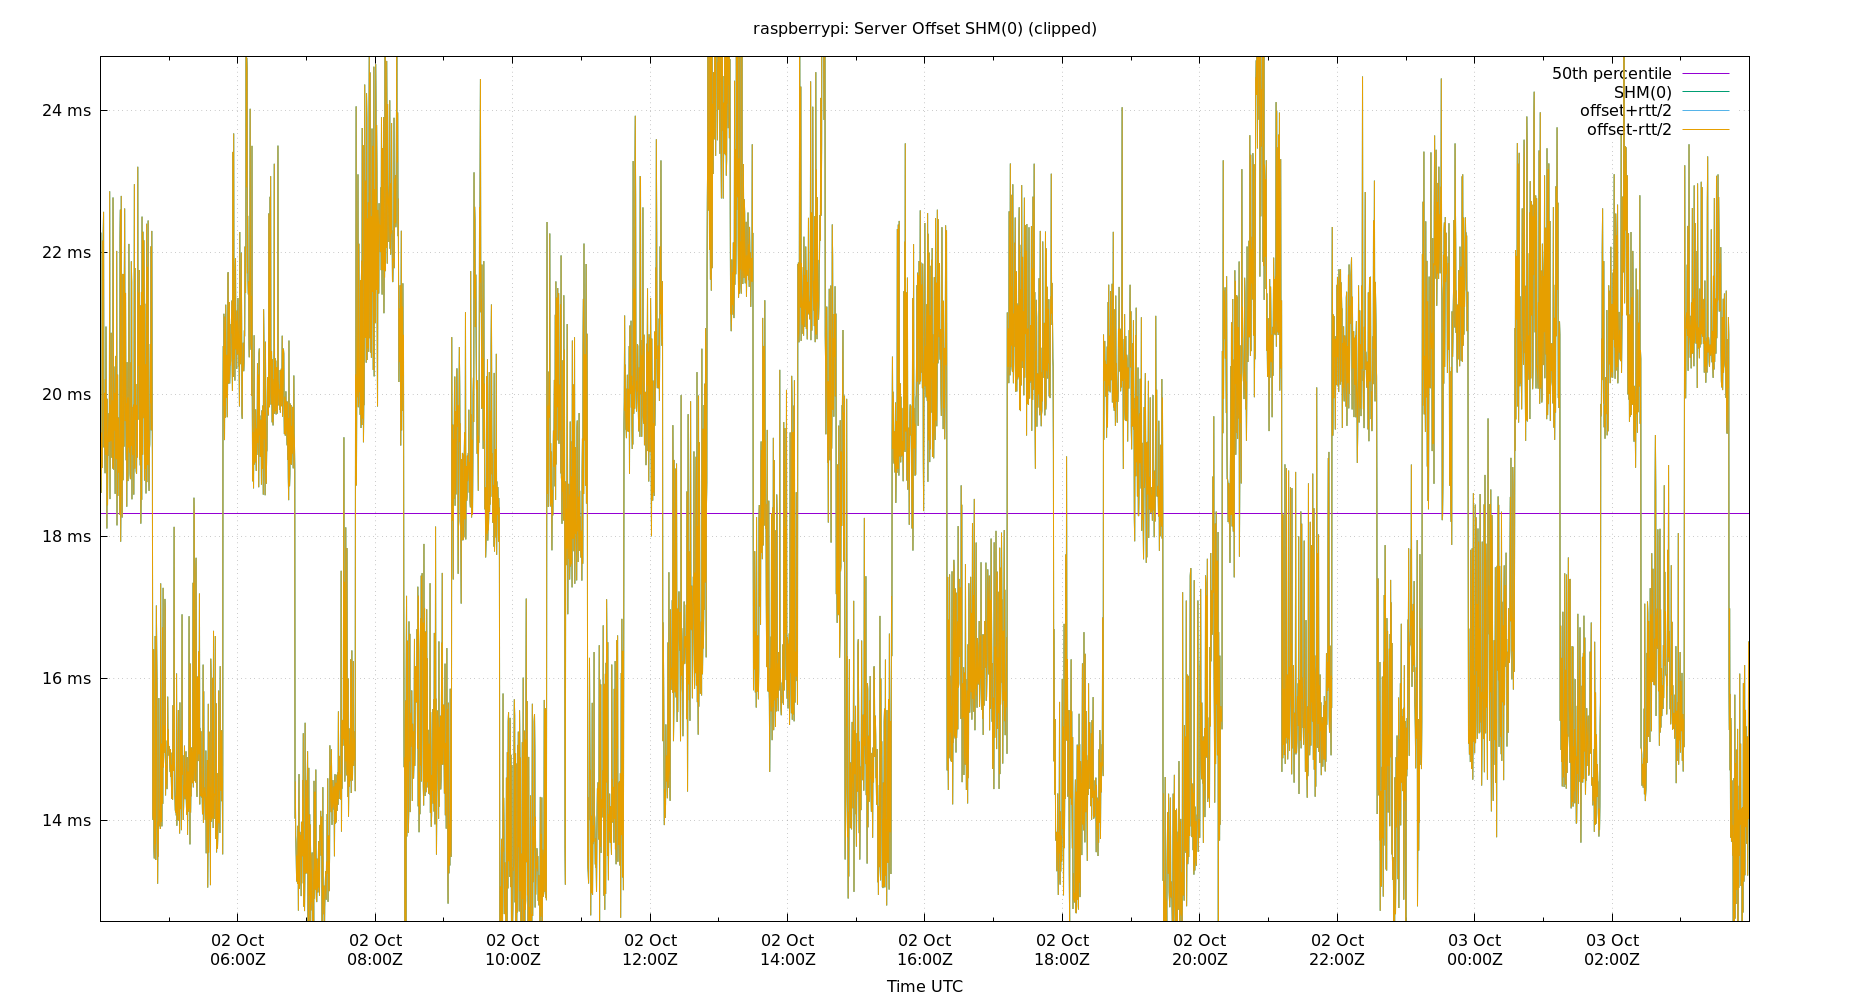 raspberrypi: Server Offset SHM(0) (clipped)
50th percentile
SHM(0)
offset+rtt/2
offset-rtt/2
24 ms
22 ms
20 ms
18 ms
16 ms
14 ms
02 Oct 02 Oct 02 Oct 02 Oct 02 Oct 02 Oct 02 Oct 02 Oct 02 Oct 03 Oct 03 Oct
06:00Z 08:00Z 10:00Z 12:00Z 14:00Z 16:00Z 18:00Z 20:00Z 22:00Z 00:00Z 02:00Z
Time UTC